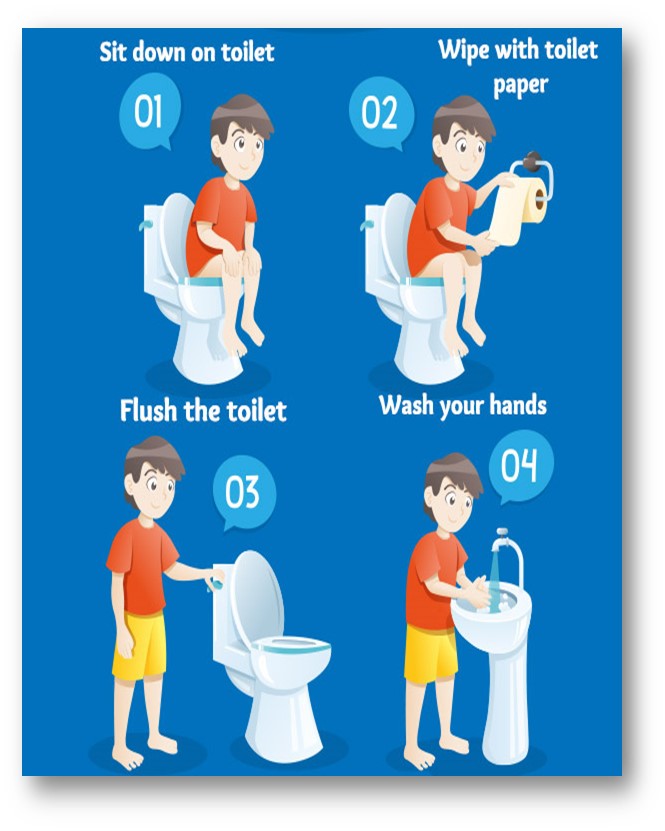 Sit down on toilet
01
Wipe with toilet
paper
02
Flush the toilet
03
Wash your hands
04